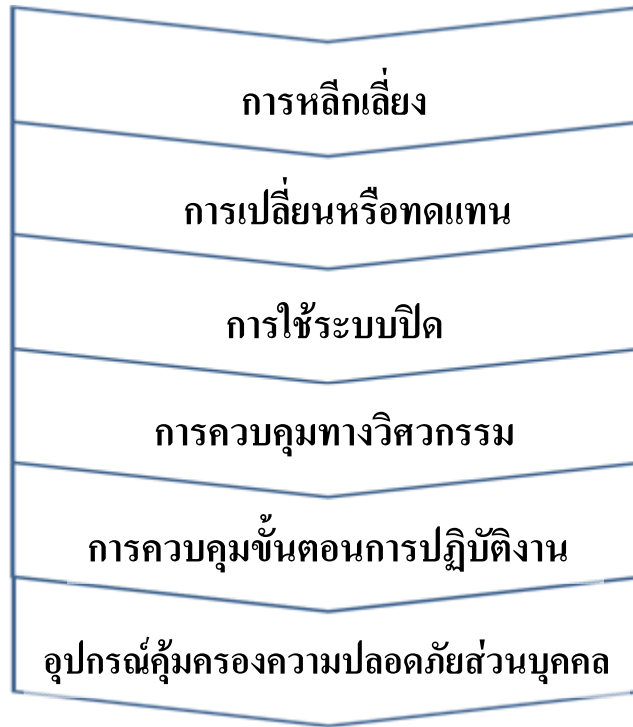 การหลีกเลี่ยง
การเปลี่ยนหรือทดแทน
การใช้ระบบปิด
การควบคุมทางวิศวกรรม
การควบคุมขั้นตอนการปฏิบัติงาน
อุปกรณ์คุ้มครองความปลอดภัยส่วนบุคคล